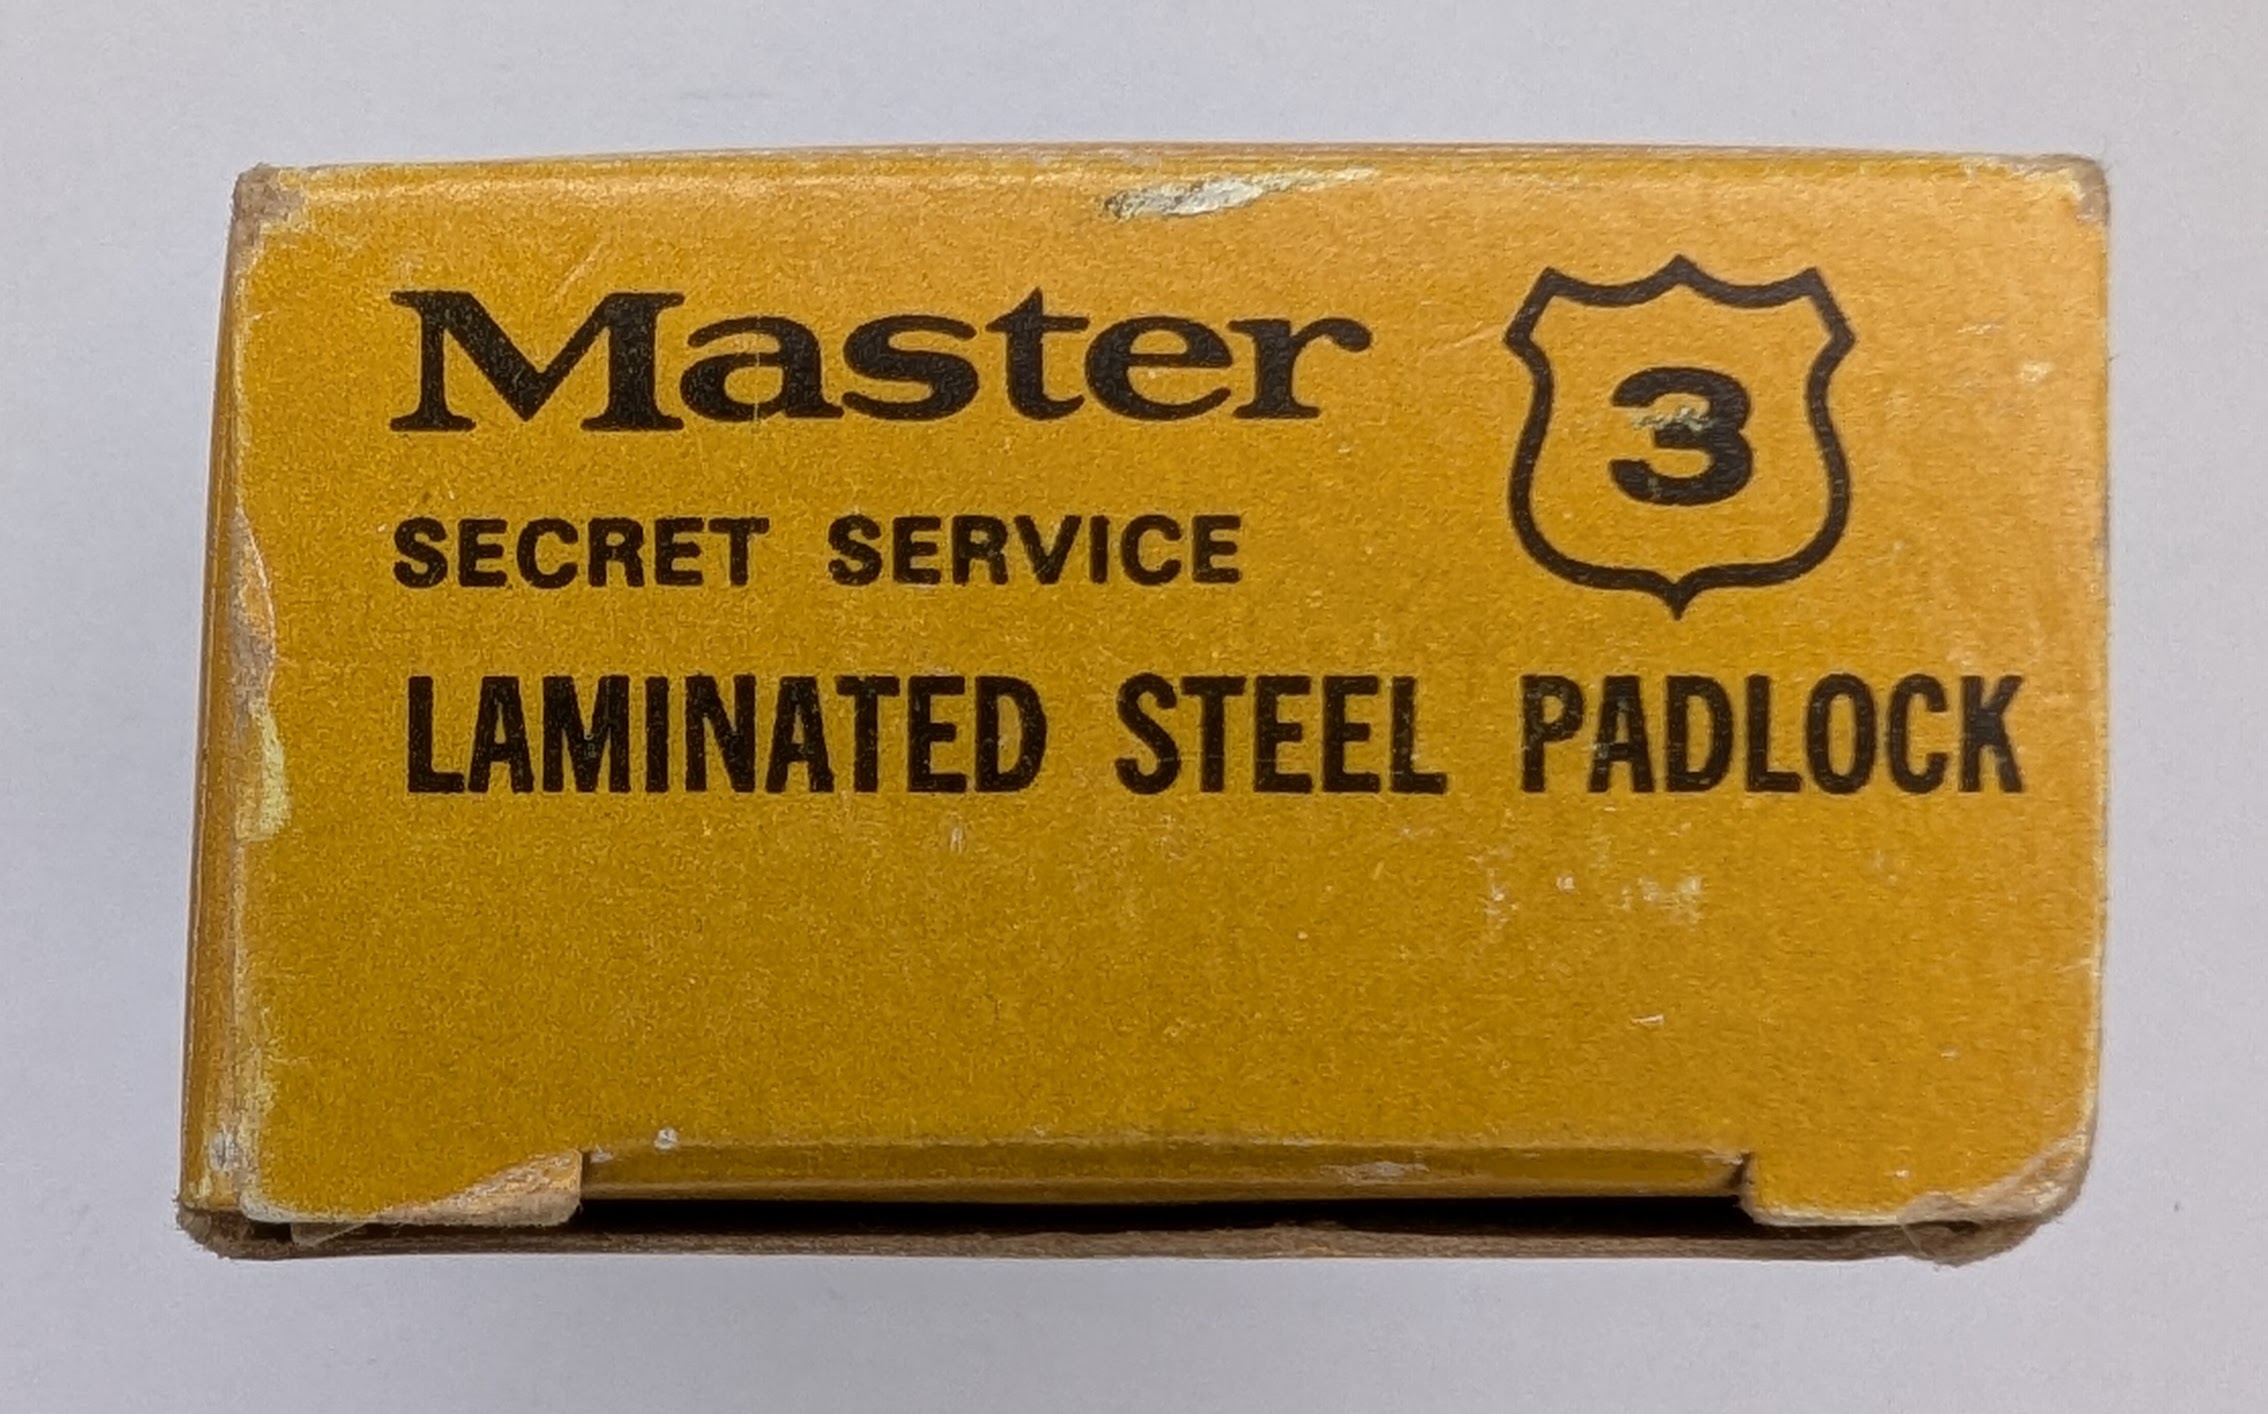 Master 3
SECRET SERVICE
LAMINATED STEEL PADLOCK